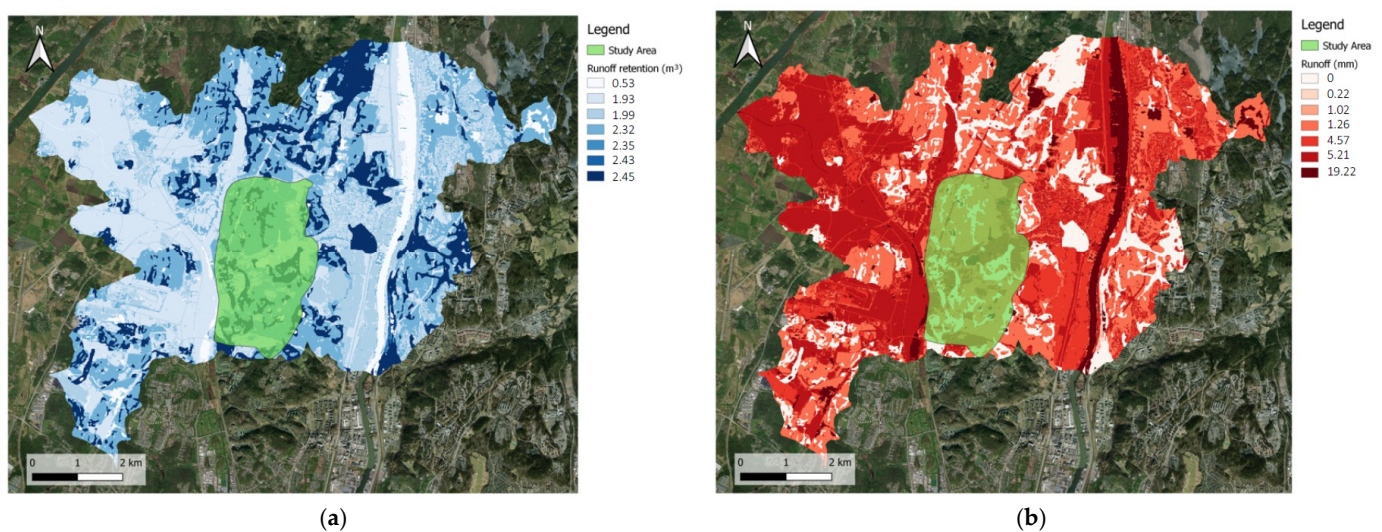 N
Legend
Study Area
Runoff retention (m³)
0.53
1.93
1.99
2.32
2.35
2.43
2.45
0 1 2 km
(a)
N
Legend
Study Area
Runoff (mm)
0
0.22
1.02
1.26
4.57
5.21
19.22
0 1 2 km
(b)